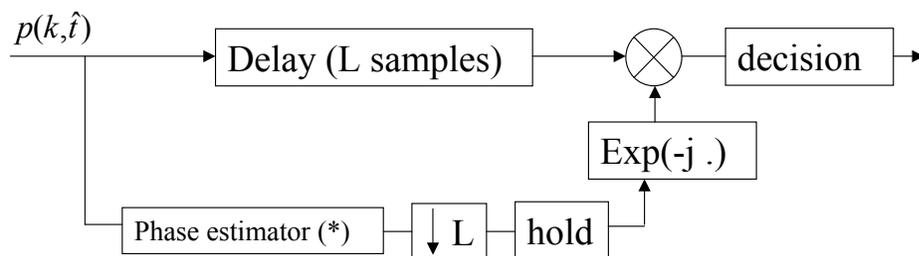 p(k,t̂)
Delay (L samples)
decision
Exp(-j .)
Phase estimator (*)
↓ L
hold